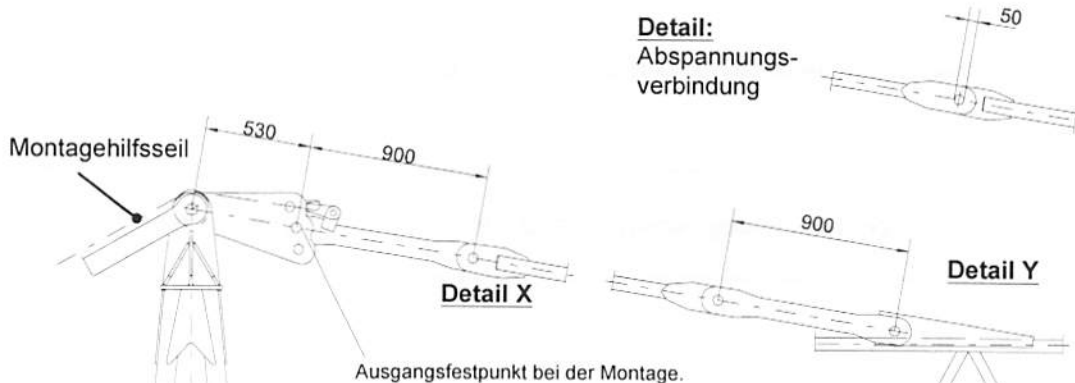 Detail:
Abspannungs-
verbindung
50
530
900
Montagehilfsseil
900
Detail X
Detail Y
Ausgangsfestpunkt bei der Montage.